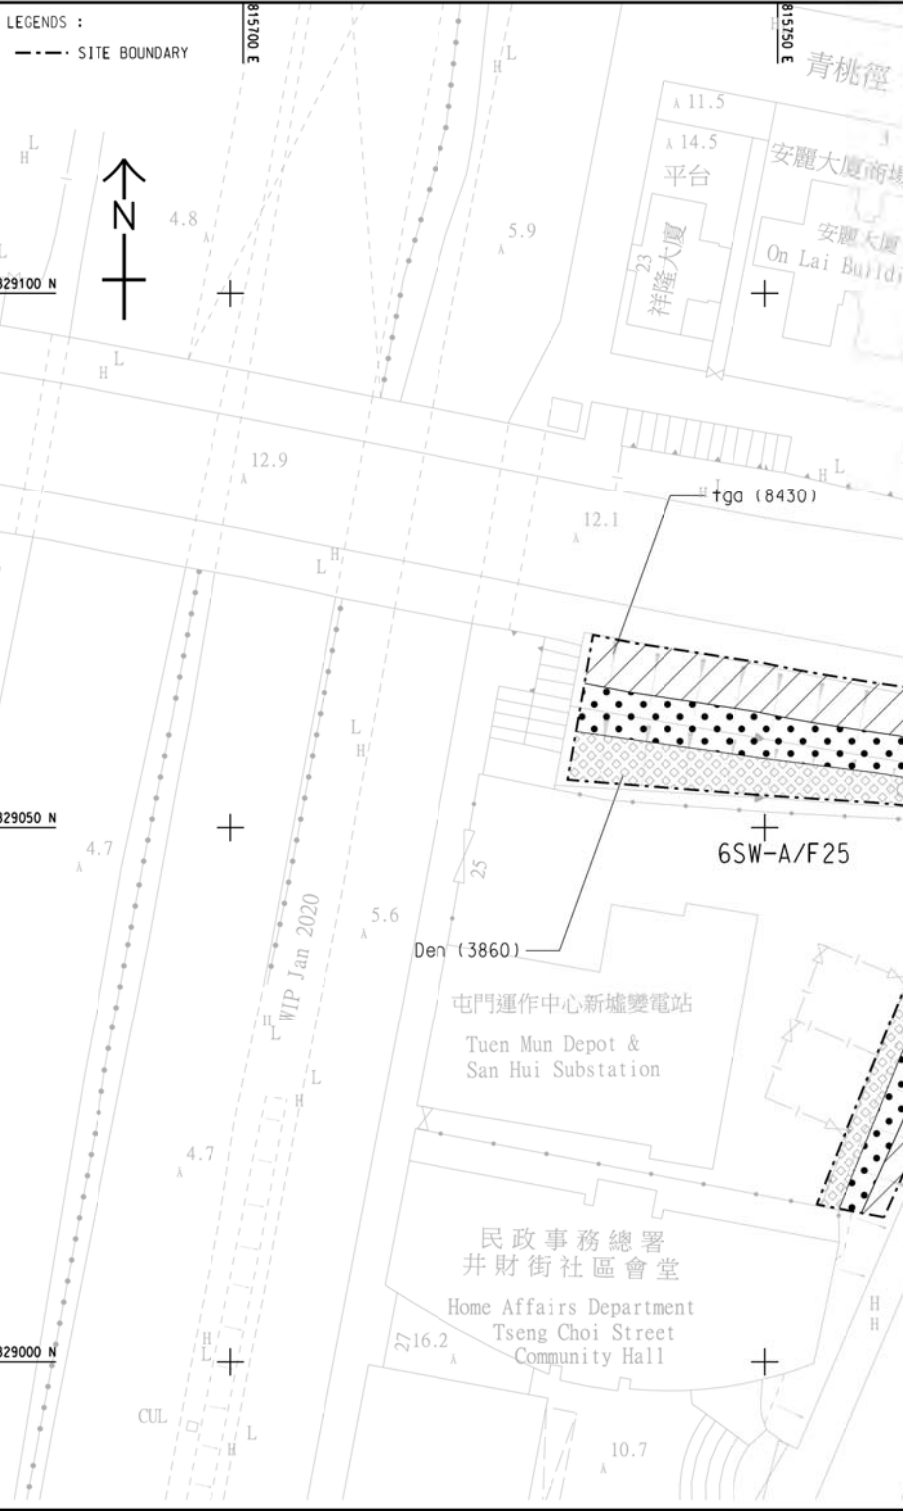 LEGENDS :
SITE BOUNDARY
815700 E
815750 E
青桃徑
H
L
H
L
11.5
14.5
平台
安麗大廈商場
4.8
N
5.9
23
祥隆大廈
安麗大廈
On Lai Buildi
L
829100 N
L
H
12.9
H
L
H
L
tga (8430)
12.1
H
L
L
H
829050 N
4.7
25
6SW-A/F25
WIP Jan 2020
5.6
Den (3860)
屯門運作中心新墟變電站
Tuen Mun Depot &
San Hui Substation
H
L
L
H
4.7
民政事務總署
井財街社區會堂
Home Affairs Department
Tseng Choi Street
Community Hall
H
H
H
L
27
16.2
829000 N
CUL
L
H
10.7